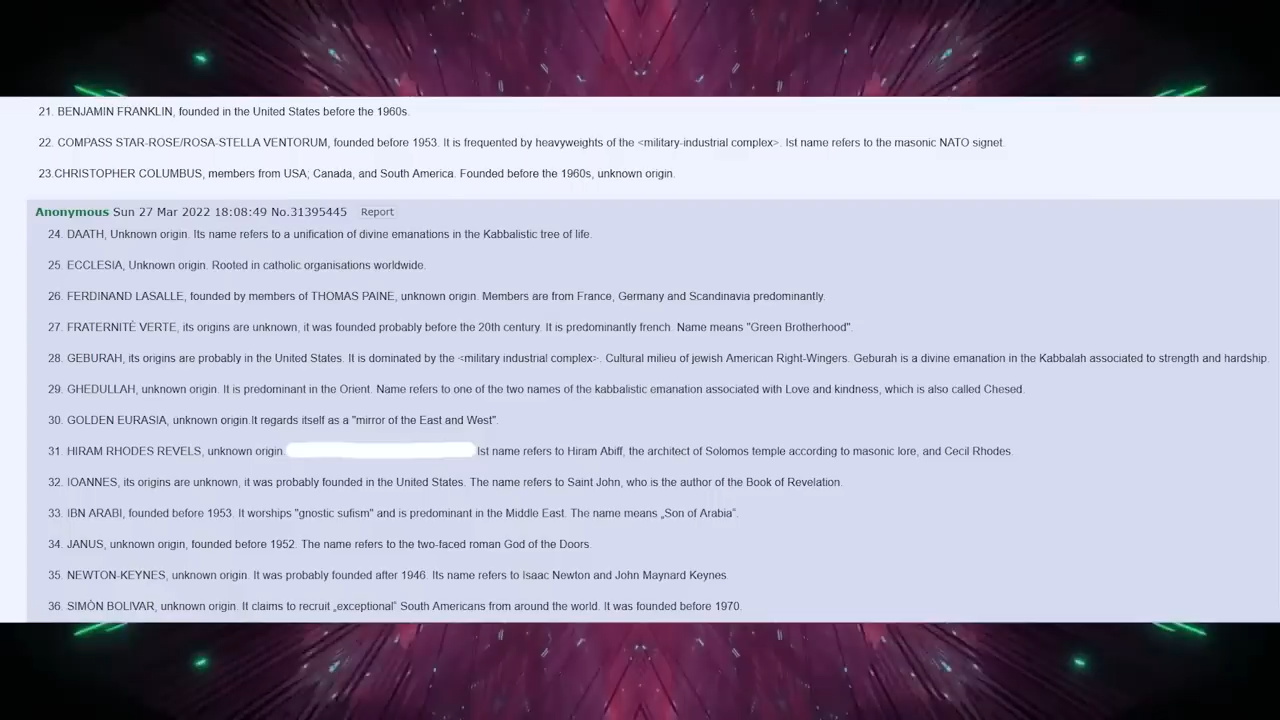 21. BENJAMIN FRANKLIN, founded in the United States before the 1960s.
22. COMPASS STAR-ROSE/ROSA-STELLA VENTORUM, founded before 1953. It is frequented by heavyweights of the <military-industrial complex>. Ist name refers to the masonic NATO signet.
23.CHRISTOPHER COLUMBUS, members from USA; Canada, and South America. Founded before the 1960s, unknown origin.
Anonymous Sun 27 Mar 2022 18:08:49 No.31395445 Report
24. DAATH, Unknown origin. Its name refers to a unification of divine emanations in the Kabbalistic tree of life.
25. ECCLESIA, Unknown origin. Rooted in catholic organisations worldwide.
26. FERDINAND LASALLE, founded by members of THOMAS PAINE, unknown origin. Members are from France, Germany and Scandinavia predominantly.
27. FRATERNITÈ VERTE, its origins are unknown, it was founded probably before the 20th century. It is predominantly french. Name means "Green Brotherhood".
28. GEBURAH, its origins are probably in the United States. It is dominated by the <military industrial complex>. Cultural milieu of jewish American Right-Wingers. Geburah is a divine emanation in the Kabbalah associated to strength and hardship.
29. GHEDULLAH, unknown origin. It is predominant in the Orient. Name refers to one of the two names of the kabbalistic emanation associated with Love and kindness, which is also called Chesed.
30. GOLDEN EURASIA, unknown origin.It regards itself as a "mirror of the East and West".
31. HIRAM RHODES REVELS, unknown origin. Ist name refers to Hiram Abiff, the architect of Solomos temple according to masonic lore, and Cecil Rhodes.
32. IOANNES, its origins are unknown, it was probably founded in the United States. The name refers to Saint John, who is the author of the Book of Revelation.
33. IBN ARABI, founded before 1953. It worships "gnostic sufism" and is predominant in the Middle East. The name means „Son of Arabia“.
34. JANUS, unknown origin, founded before 1952. The name refers to the two-faced roman God of the Doors.
35. NEWTON-KEYNES, unknown origin. It was probably founded after 1946. Its name refers to Isaac Newton and John Maynard Keynes.
36. SIMÒN BOLIVAR, unknown origin. It claims to recruit „exceptional“ South Americans from around the world. It was founded before 1970.